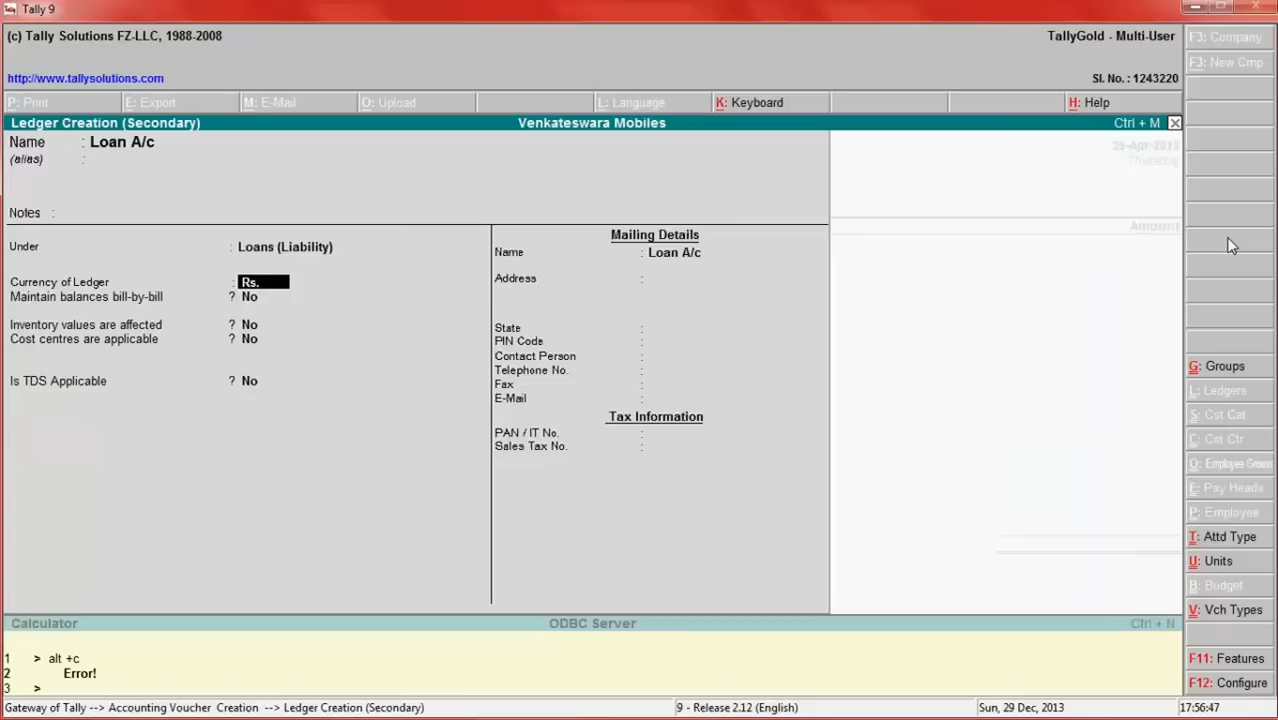 Tally 9
(c) Tally Solutions FZ-LLC, 1988-2008
TallyGold - Multi-User
http://www.tallysolutions.com
Sl. No. : 1243220
P: Print
E: Export
M: E-Mail
O: Upload
L: Language
K: Keyboard
H: Help
F3: Company
F3: New Cmp
Ledger Creation (Secondary)
Venkateswara Mobiles
Ctrl + M
Name : Loan A/c
(alias) :
Notes :
Under : Loans (Liability)
Currency of Ledger : Rs.
Maintain balances bill-by-bill ? No
Inventory values are affected ? No
Cost centres are applicable ? No
Is TDS Applicable ? No
Mailing Details
Name : Loan A/c
Address :
State :
PIN Code :
Contact Person :
Telephone No. :
Fax :
E-Mail :
Tax Information
PAN / IT No. :
Sales Tax No. :
Thursday
Amount
G: Groups
L: Ledgers
S: Cst Cat
C: Cst Ctr
O: Employee Group
E: Pay Heads
P: Employee
T: Attd Type
U: Units
B: Budget
V: Vch Types
F11: Features
F12: Configure
Calculator
ODBC Server
Ctrl + N
1 > alt +c
2 Error!
3 >
Gateway of Tally --> Accounting Voucher Creation --> Ledger Creation (Secondary)
9 - Release 2.12 (English)
Sun, 29 Dec, 2013
17:56:47